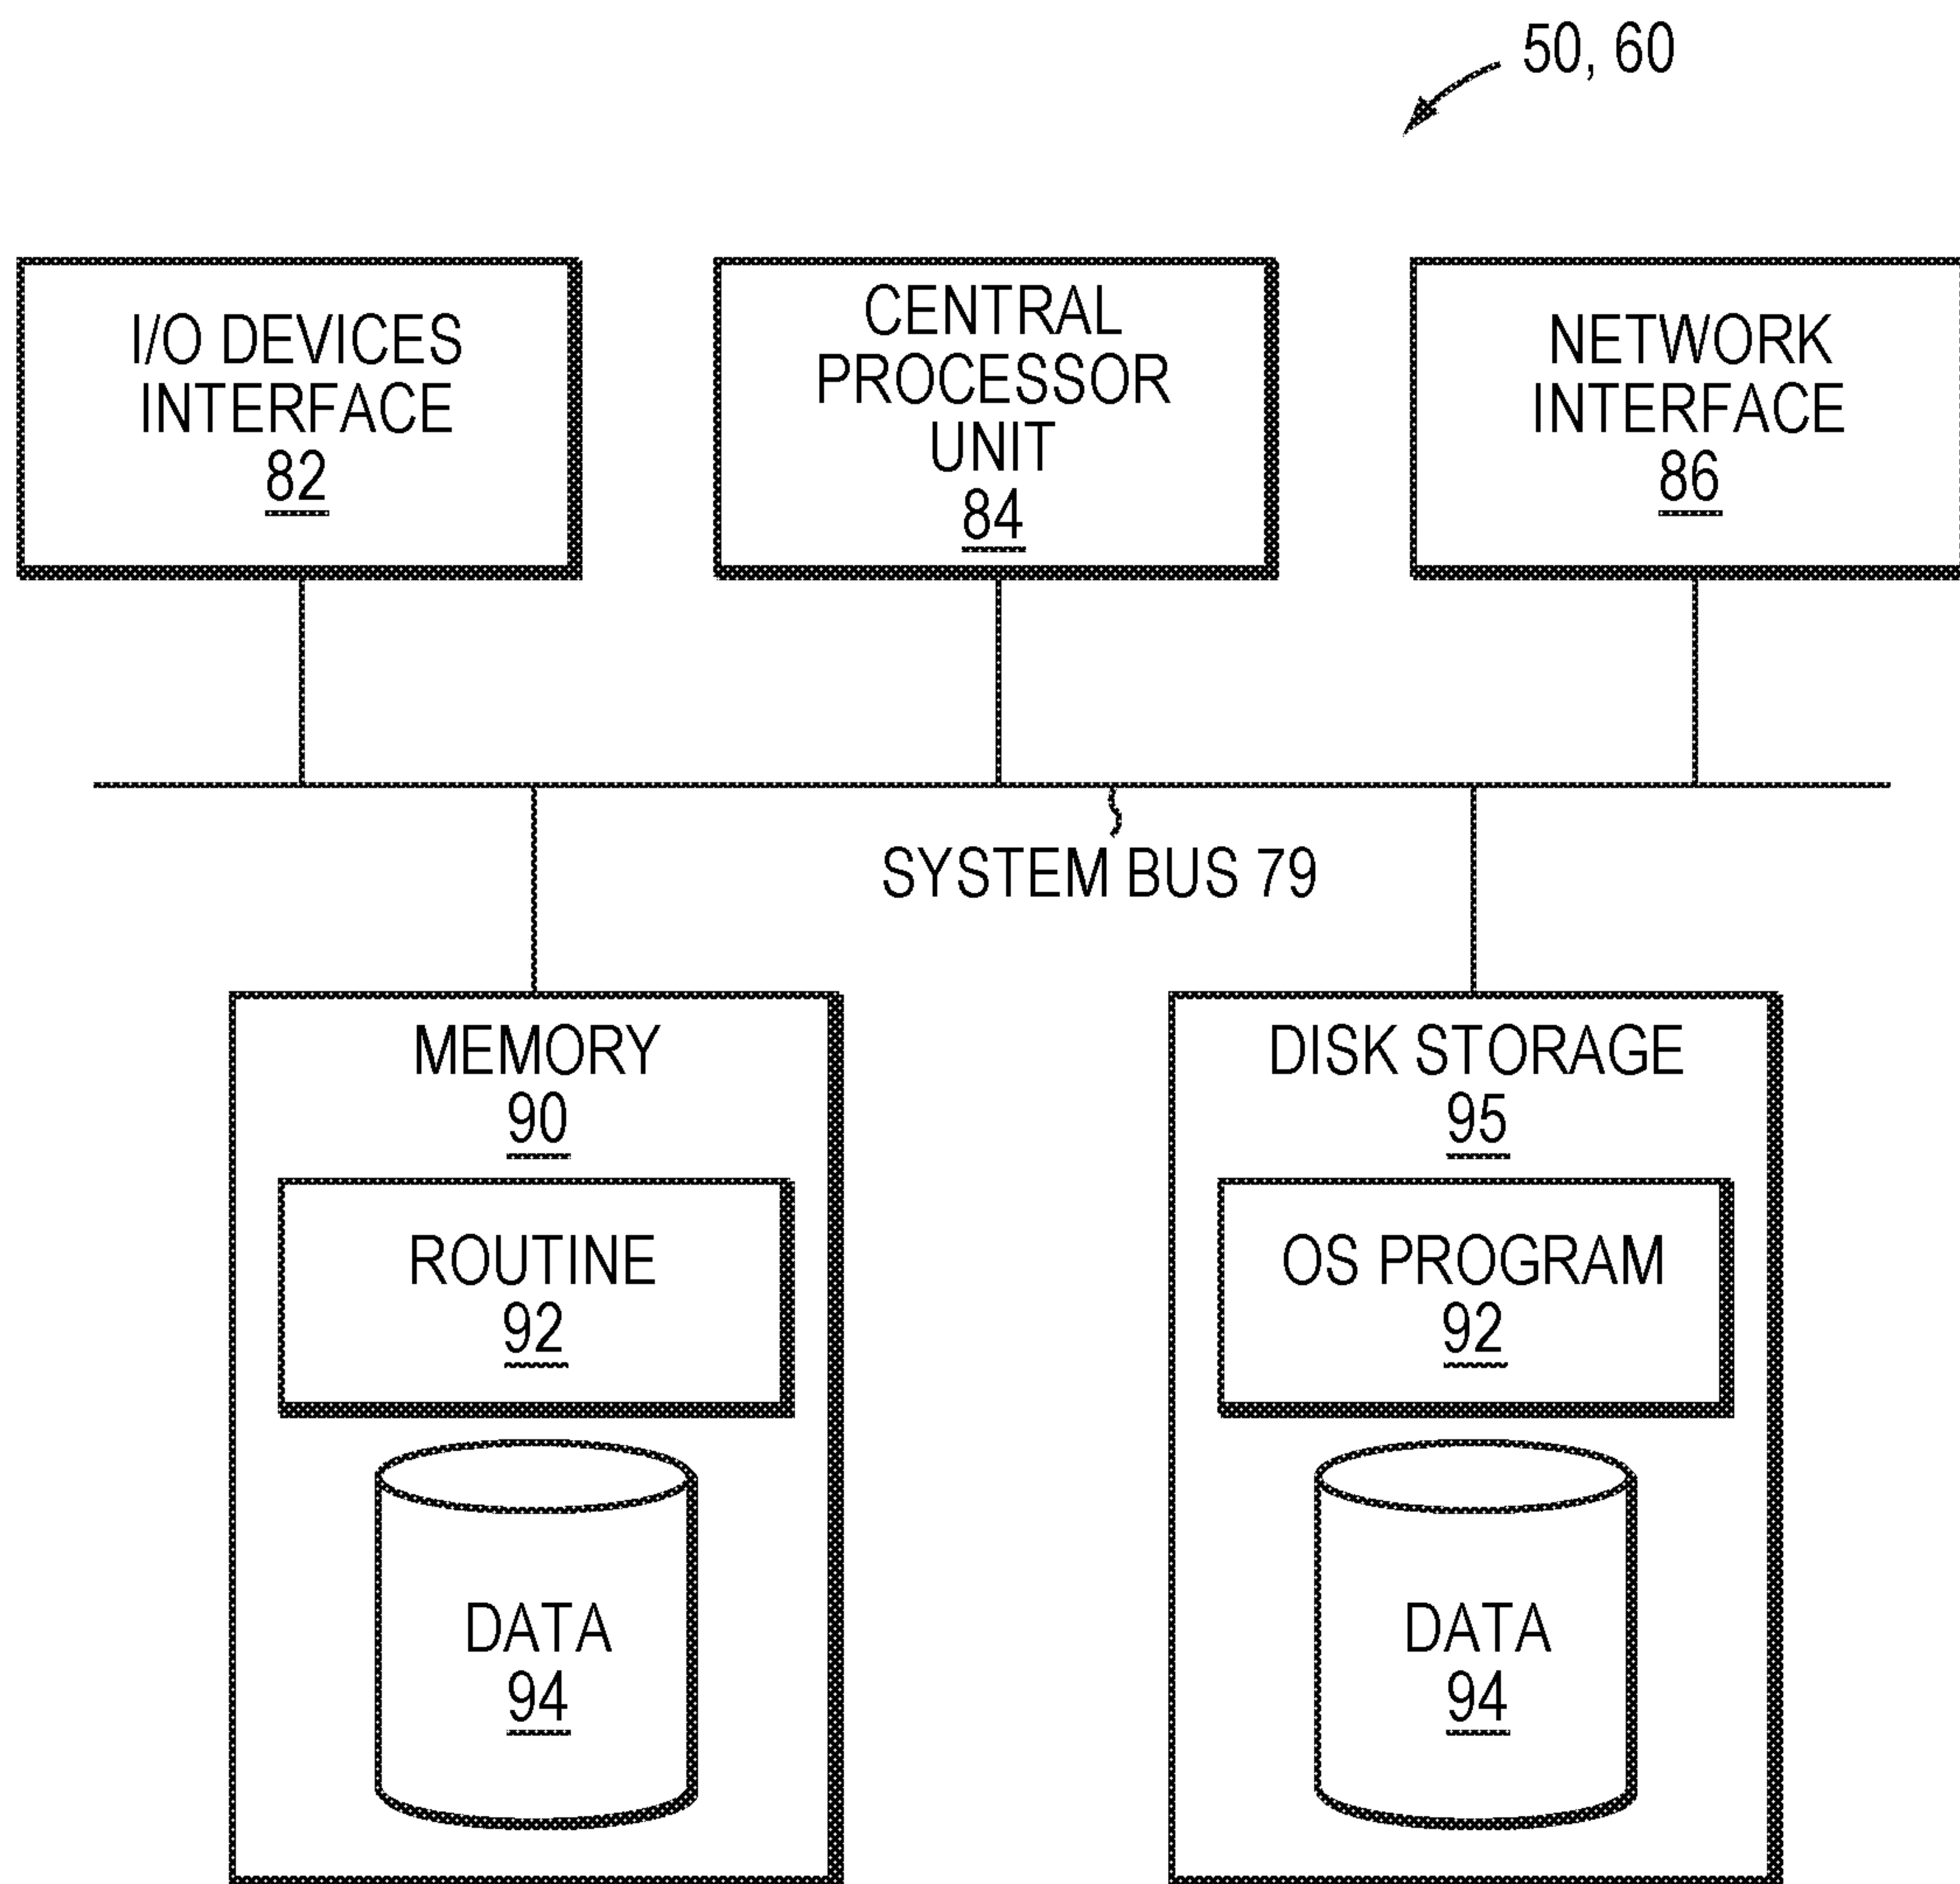 50, 60
I/O DEVICES
INTERFACE
82
CENTRAL
PROCESSOR
UNIT
84
NETWORK
INTERFACE
86
SYSTEM BUS 79
MEMORY
90
ROUTINE
92
DATA
94
DISK STORAGE
95
OS PROGRAM
92
DATA
94